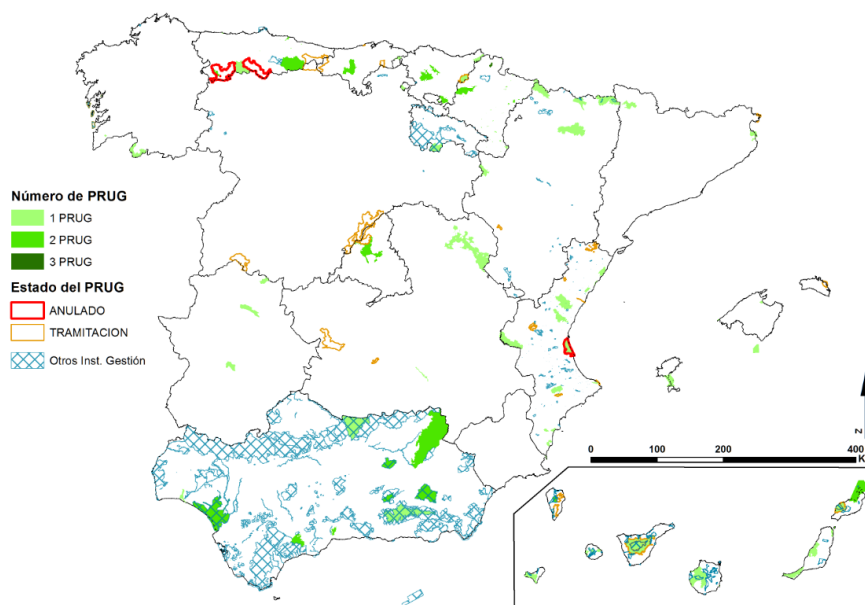 Número de PRUG
1 PRUG
2 PRUG
3 PRUG
Estado del PRUG
ANULADO
TRAMITACION
Otros Inst. Gestión
Z
0 100 200 400
K